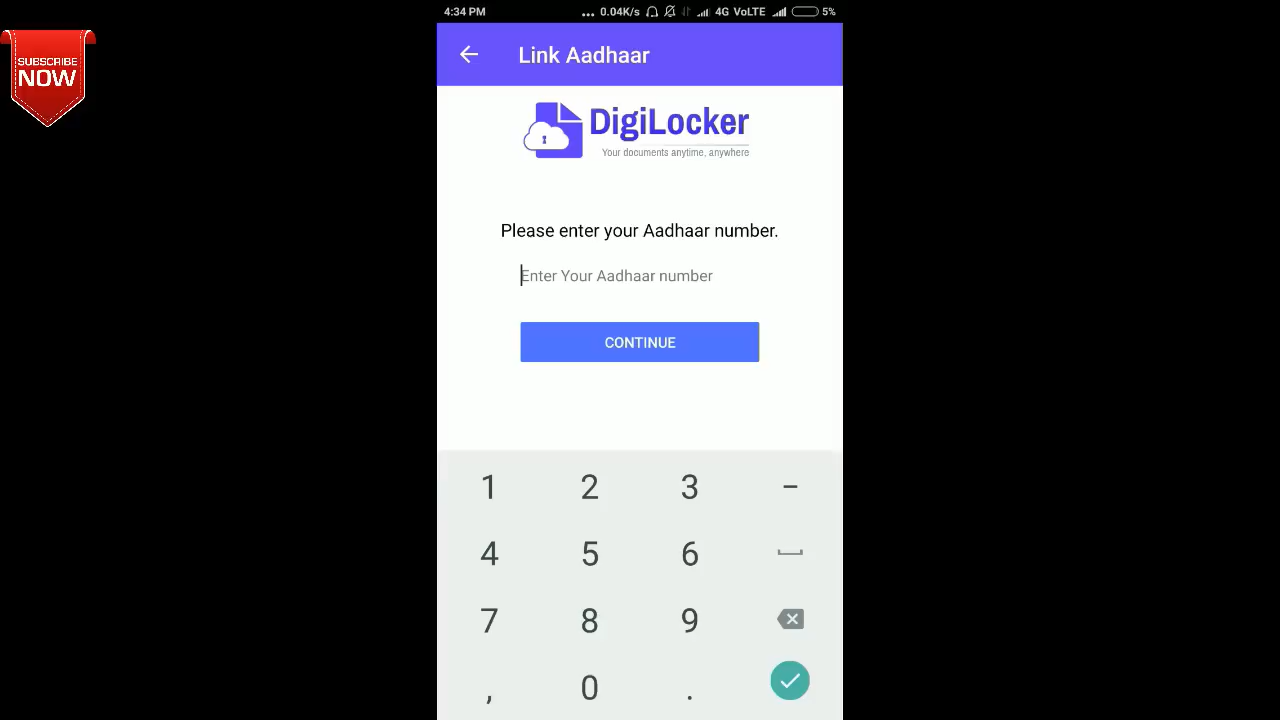 4:34 PM ... 0.04K/s 4G VoLTE 5%
SUBSCRIBE
NOW
Link Aadhaar
DigiLocker
Your documents anytime, anywhere
Please enter your Aadhaar number.
Enter Your Aadhaar number
CONTINUE
1 2 3 -
4 5 6
7 8 9
, 0 .